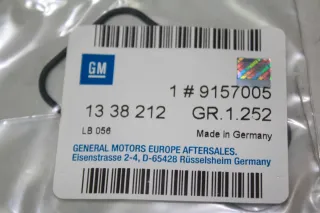 GM
1 # 9157005
13 38 212 GR.1.252
LB 056 Made in Germany
GENERAL MOTORS EUROPE AFTERSALES.
Eisenstrasse 2-4, D-65428 Rüsselsheim Germany